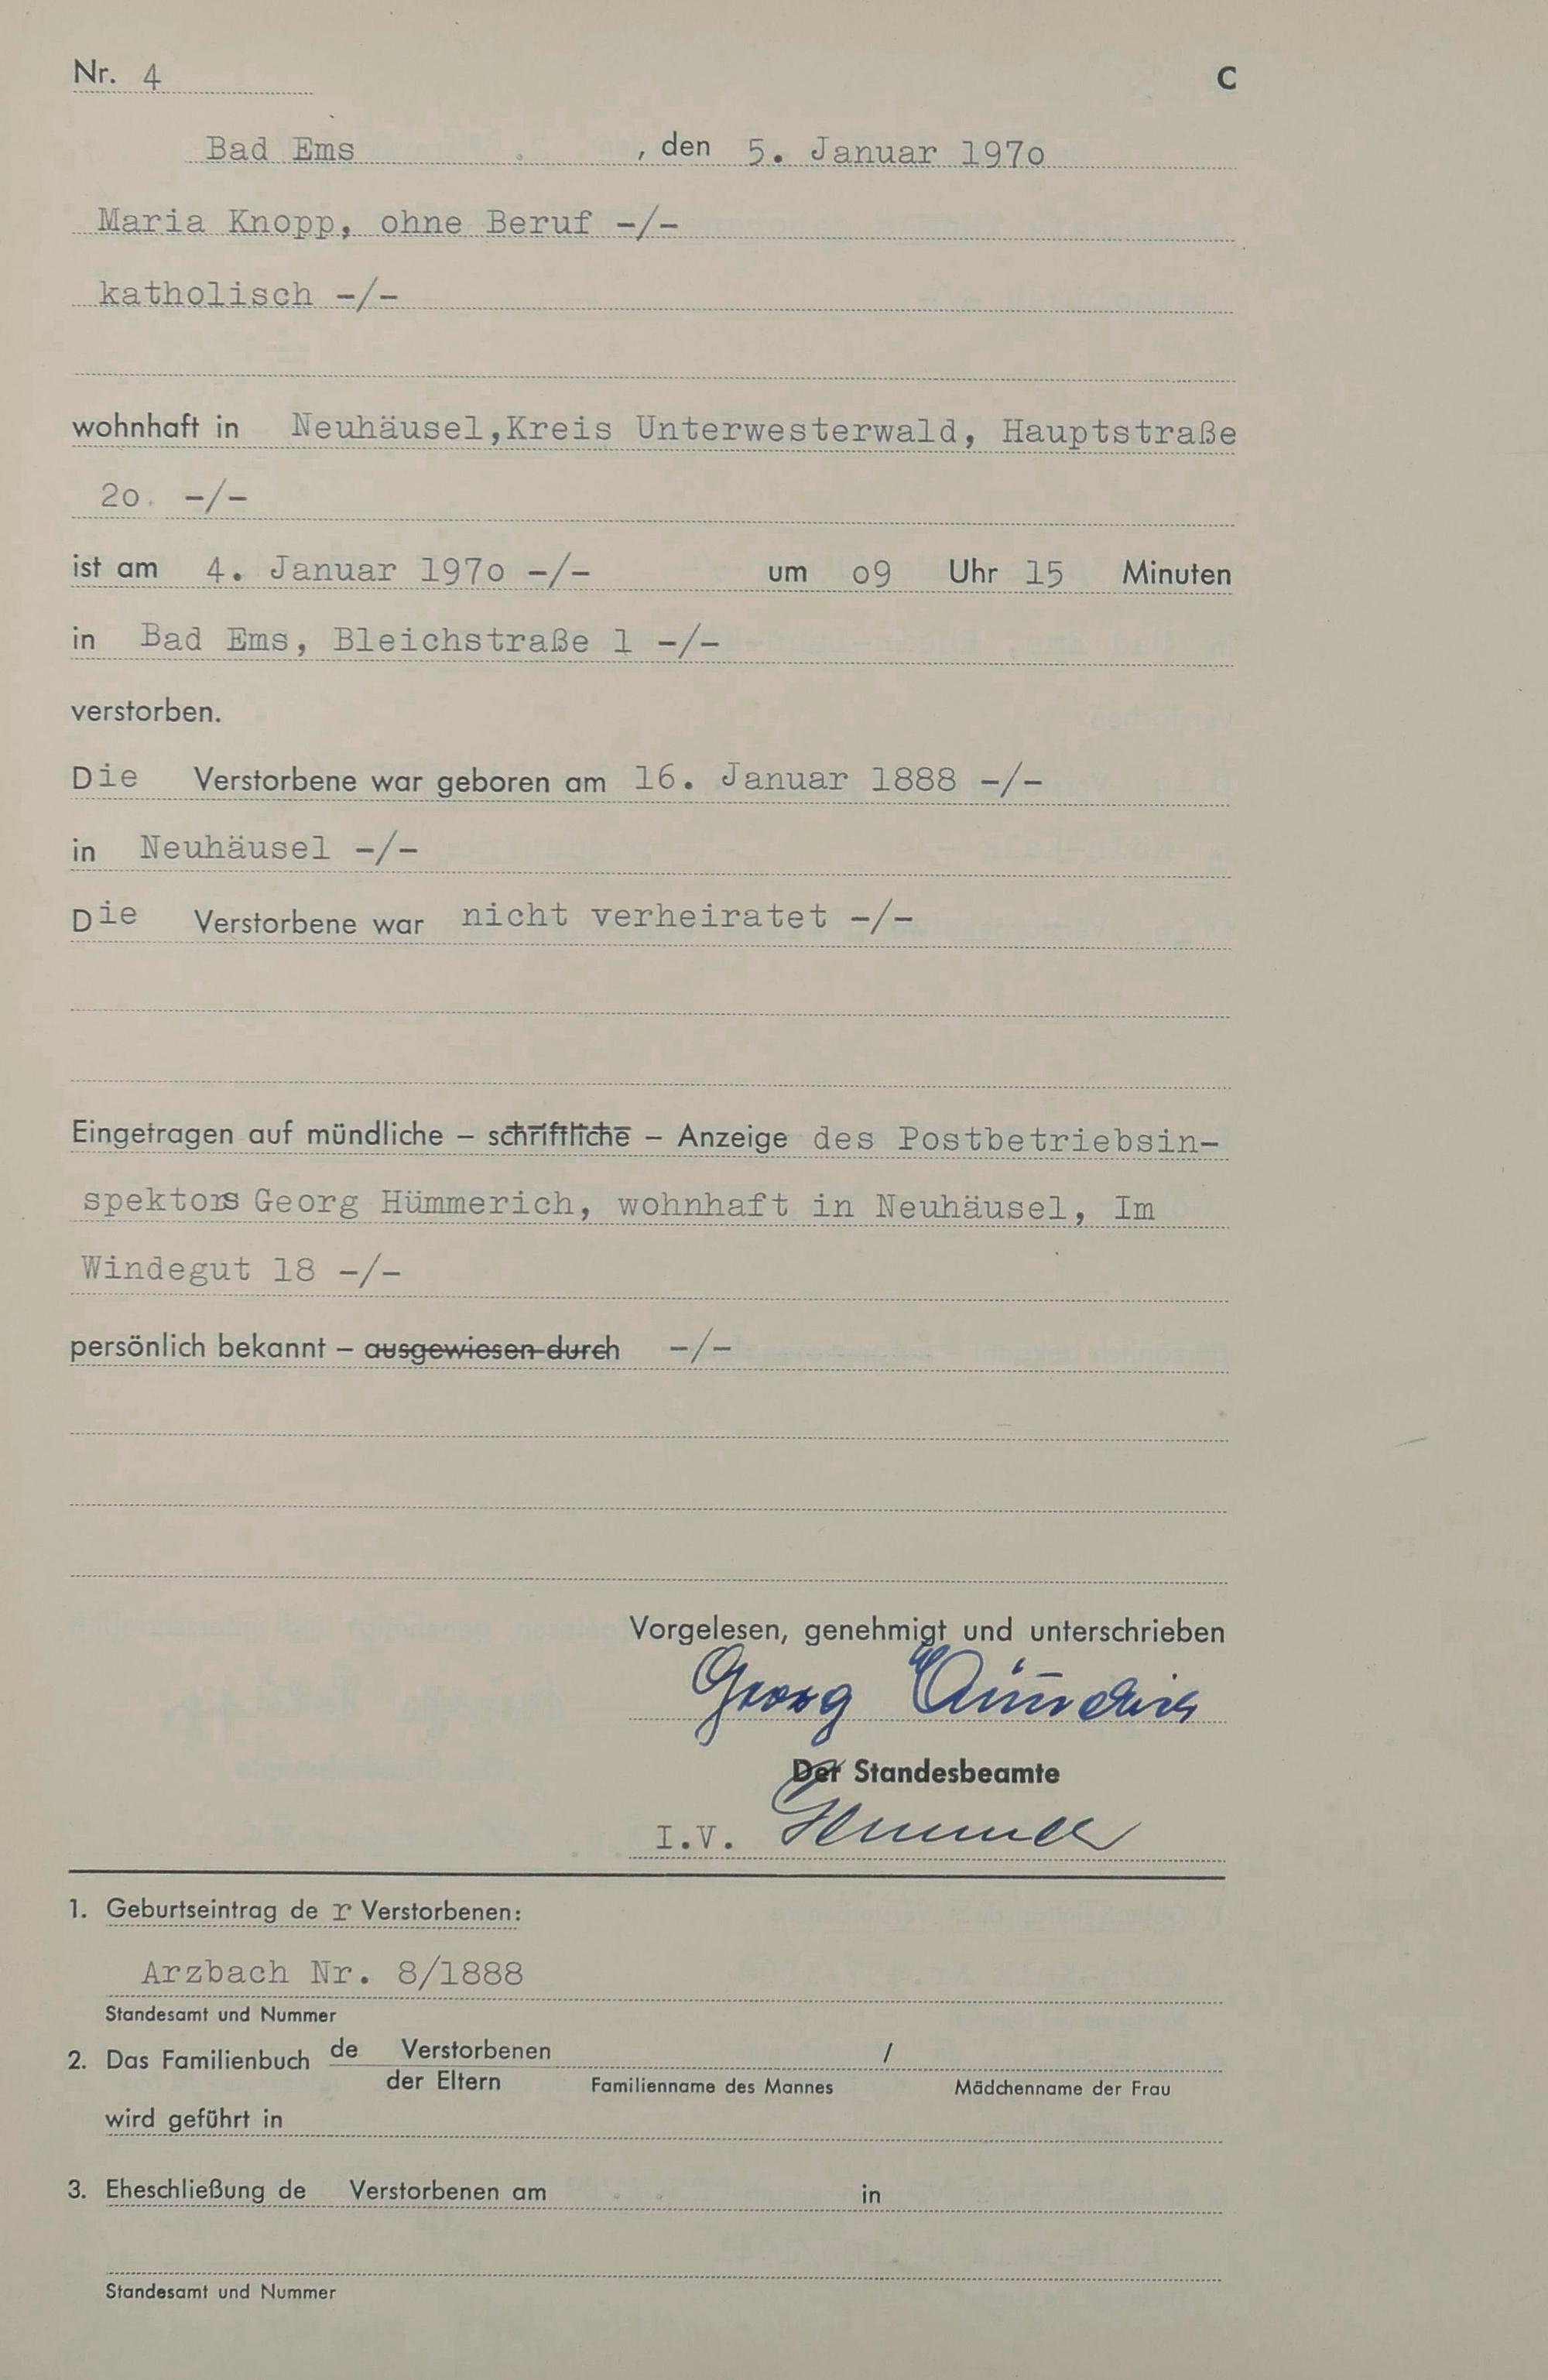 Nr. 4 C
Bad Ems , den 5. Januar 197o
Maria Knopp, ohne Beruf -/-
katholisch -/-
wohnhaft in Neuhäusel,Kreis Unterwesterwald, Hauptstraße
2o. -/-
ist am 4. Januar 197o -/- um o9 Uhr 15 Minuten
in Bad Ems, Bleichstraße 1 -/-
verstorben.
Die Verstorbene war geboren am 16. Januar 1888 -/-
in Neuhäusel -/-
Die Verstorbene war nicht verheiratet -/-
Eingetragen auf mündliche – schriftliche – Anzeige des Postbetriebsin-
spektors Georg Hümmerich, wohnhaft in Neuhäusel, Im
Windegut 18 -/-
persönlich bekannt – ausgewiesen durch -/-
Vorgelesen, genehmigt und unterschrieben
Georg
Der Standesbeamte
I.V.
1. Geburtseintrag de r Verstorbenen:
Arzbach Nr. 8/1888
Standesamt und Nummer
2. Das Familienbuch de Verstorbenen /
der Eltern Familienname des Mannes Mädchenname der Frau
wird geführt in
3. Eheschließung de Verstorbenen am in
Standesamt und Nummer